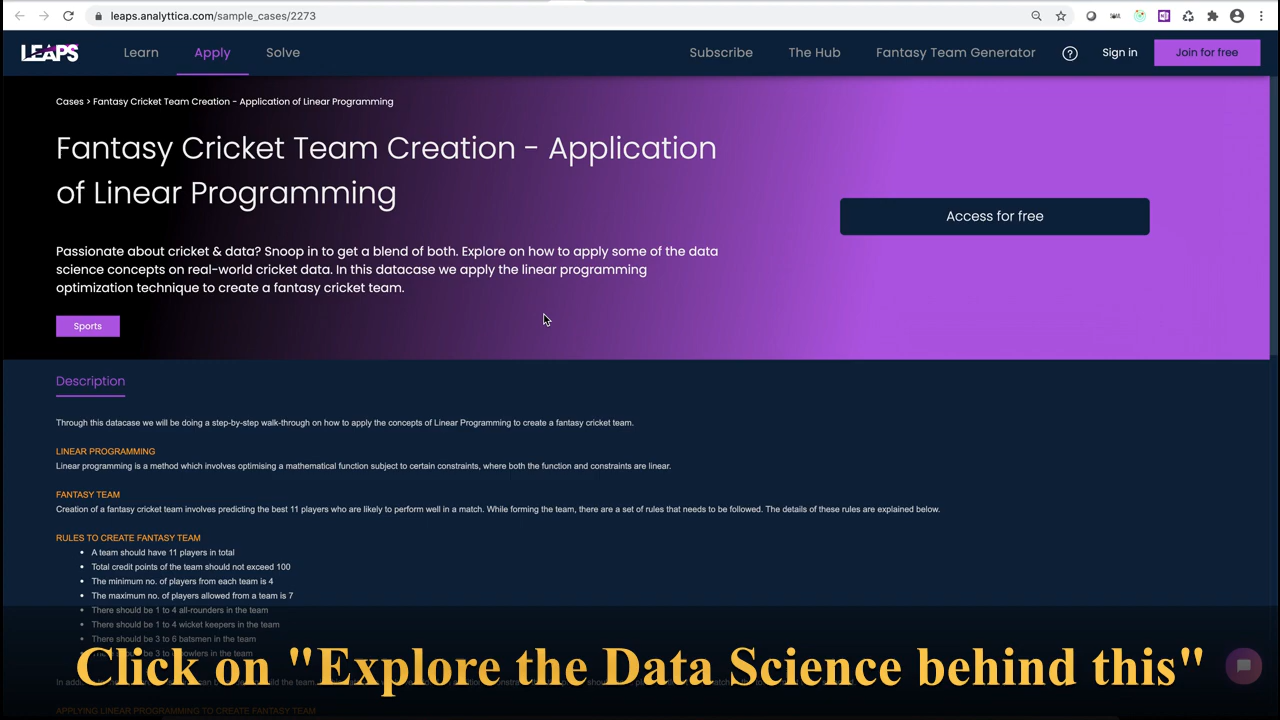 leaps.analyttica.com/sample_cases/2273
LEAPS
Learn
Apply
Solve
Subscribe
The Hub
Fantasy Team Generator
Sign in
Join for free
Cases > Fantasy Cricket Team Creation - Application of Linear Programming
Fantasy Cricket Team Creation - Application
of Linear Programming
Access for free
Passionate about cricket & data? Snoop in to get a blend of both. Explore on how to apply some of the data
science concepts on real-world cricket data. In this datacase we apply the linear programming
optimization technique to create a fantasy cricket team.
Sports
Description
Through this datacase we will be doing a step-by-step walk-through on how to apply the concepts of Linear Programming to create a fantasy cricket team.
LINEAR PROGRAMMING
Linear programming is a method which involves optimising a mathematical function subject to certain constraints, where both the function and constraints are linear.
FANTASY TEAM
Creation of a fantasy cricket team involves predicting the best 11 players who are likely to perform well in a match. While forming the team, there are a set of rules that needs to be followed. The details of these rules are explained below.
RULES TO CREATE FANTASY TEAM
• A team should have 11 players in total
• Total credit points of the team should not exceed 100
• The minimum no. of players from each team is 4
• The maximum no. of players allowed from a team is 7
• There should be 1 to 4 all-rounders in the team
• There should be 1 to 4 wicket keepers in the team
• There should be 3 to 6 batsmen in the team
bowlers in the team
Click on "Explore the Data Science behind this"
APPLYING LINEAR PROGRAMMING TO CREATE FANTASY TEAM